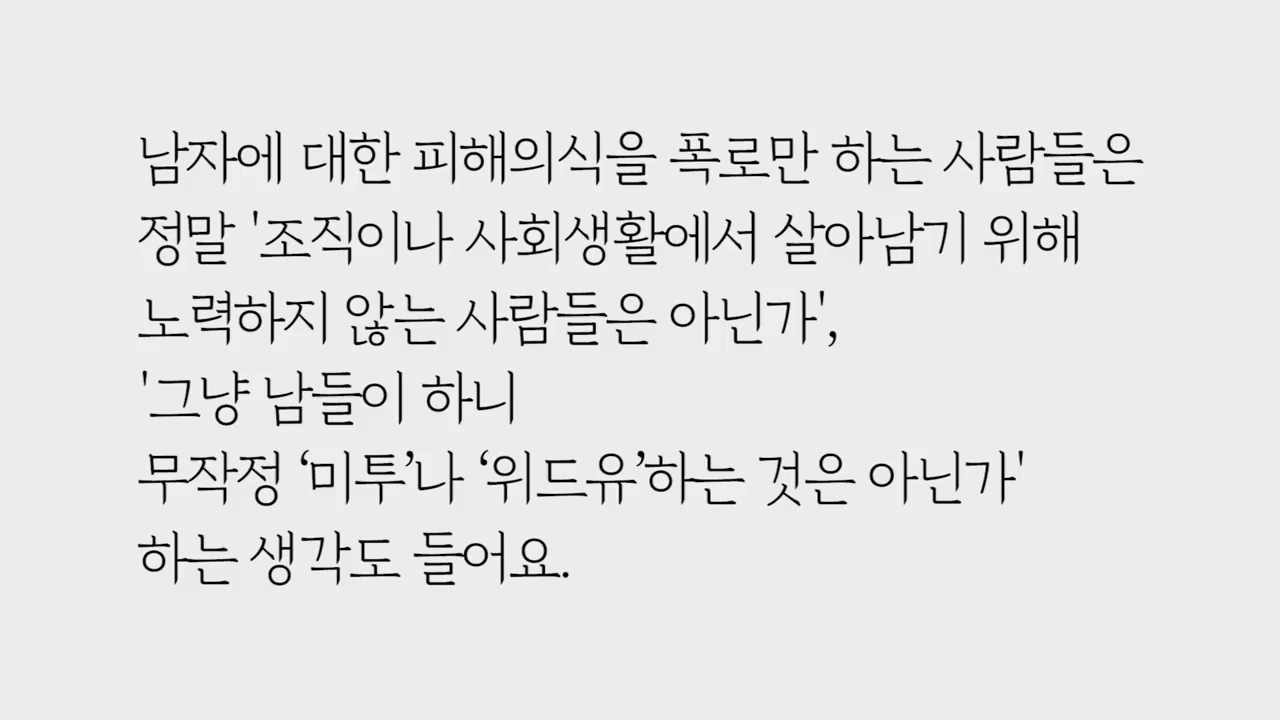 남자에 대한 피해의식을 폭로만 하는 사람들은
정말 '조직이나 사회생활에서 살아남기 위해
노력하지 않는 사람들은 아닌가',
'그냥 남들이 하니
무작정 ‘미투’나 ‘위드유’하는 것은 아닌가'
하는 생각도 들어요.